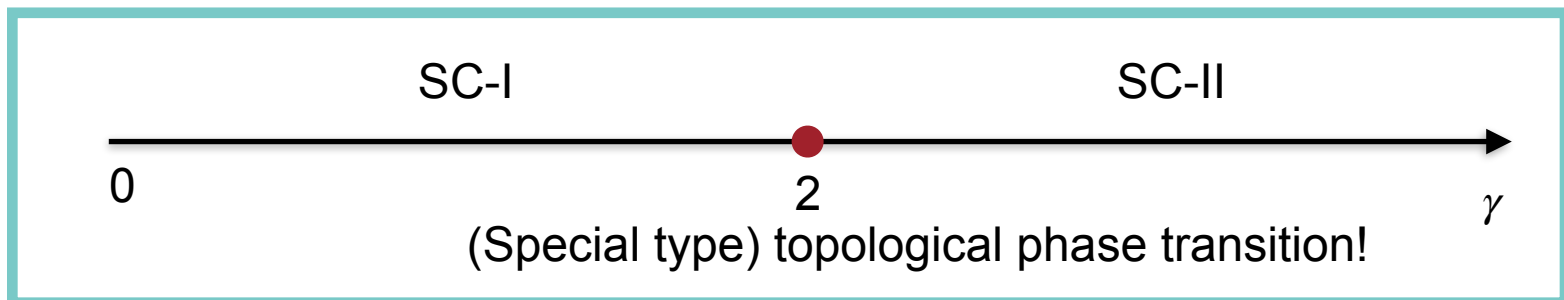 SC-I SC-II
0 2 γ
(Special type) topological phase transition!